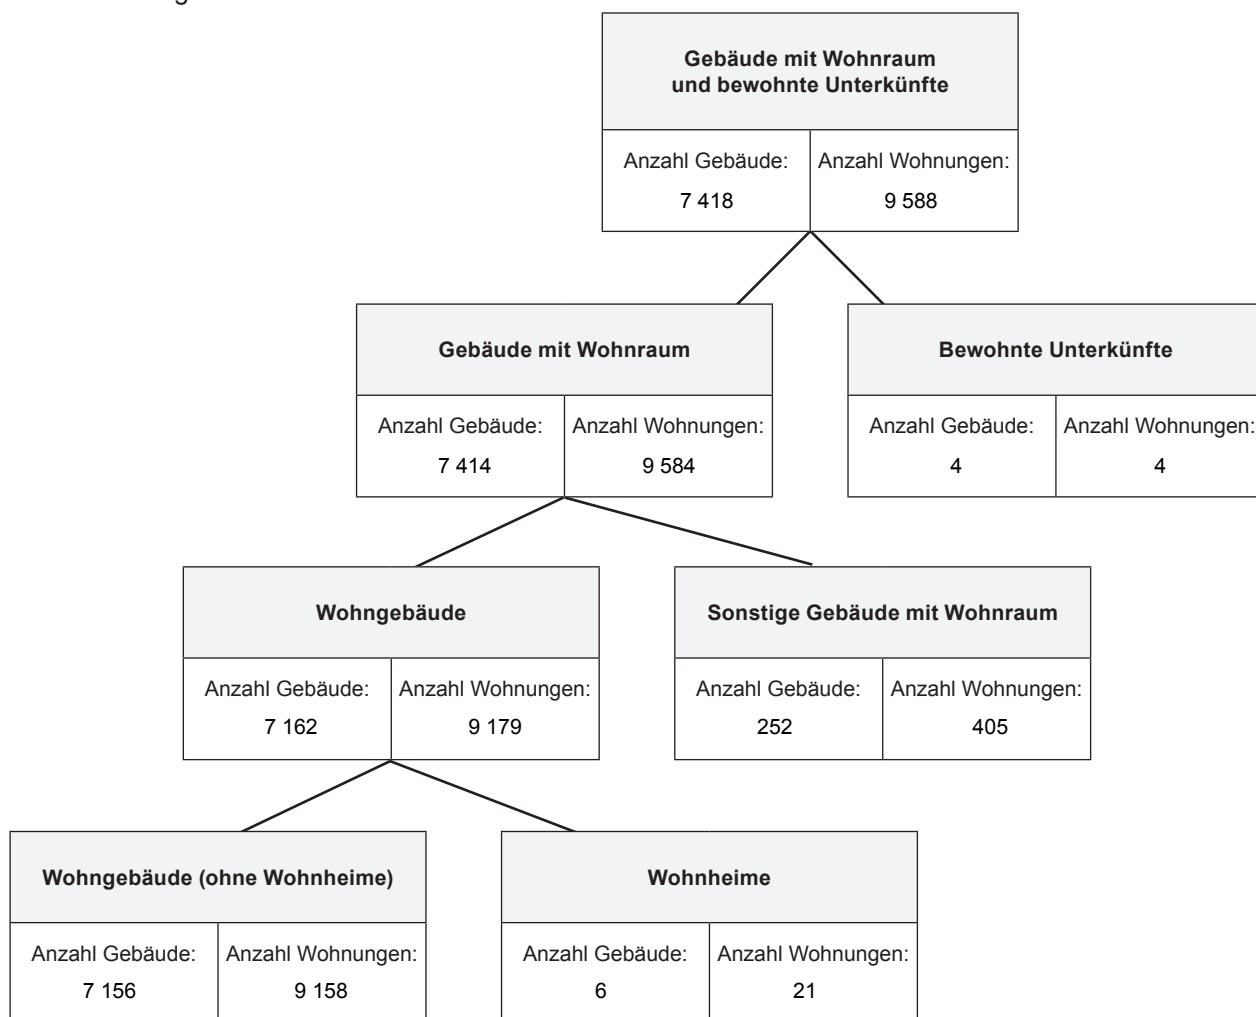 Gebäude mit Wohnraum
und bewohnte Unterkünfte
Anzahl Gebäude: Anzahl Wohnungen:
7 418 9 588
Gebäude mit Wohnraum
Anzahl Gebäude: Anzahl Wohnungen:
7 414 9 584
Bewohnte Unterkünfte
Anzahl Gebäude: Anzahl Wohnungen:
4 4
Wohngebäude
Anzahl Gebäude: Anzahl Wohnungen:
7 162 9 179
Sonstige Gebäude mit Wohnraum
Anzahl Gebäude: Anzahl Wohnungen:
252 405
Wohngebäude (ohne Wohnheime)
Anzahl Gebäude: Anzahl Wohnungen:
7 156 9 158
Wohnheime
Anzahl Gebäude: Anzahl Wohnungen:
6 21